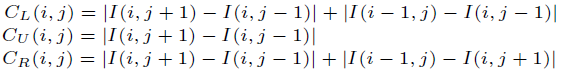 C_L(i, j) = |I(i, j + 1) − I(i, j − 1)| + |I(i − 1, j) − I(i, j − 1)|
C_U(i, j) = |I(i, j + 1) − I(i, j − 1)|
C_R(i, j) = |I(i, j + 1) − I(i, j − 1)| + |I(i − 1, j) − I(i, j + 1)|